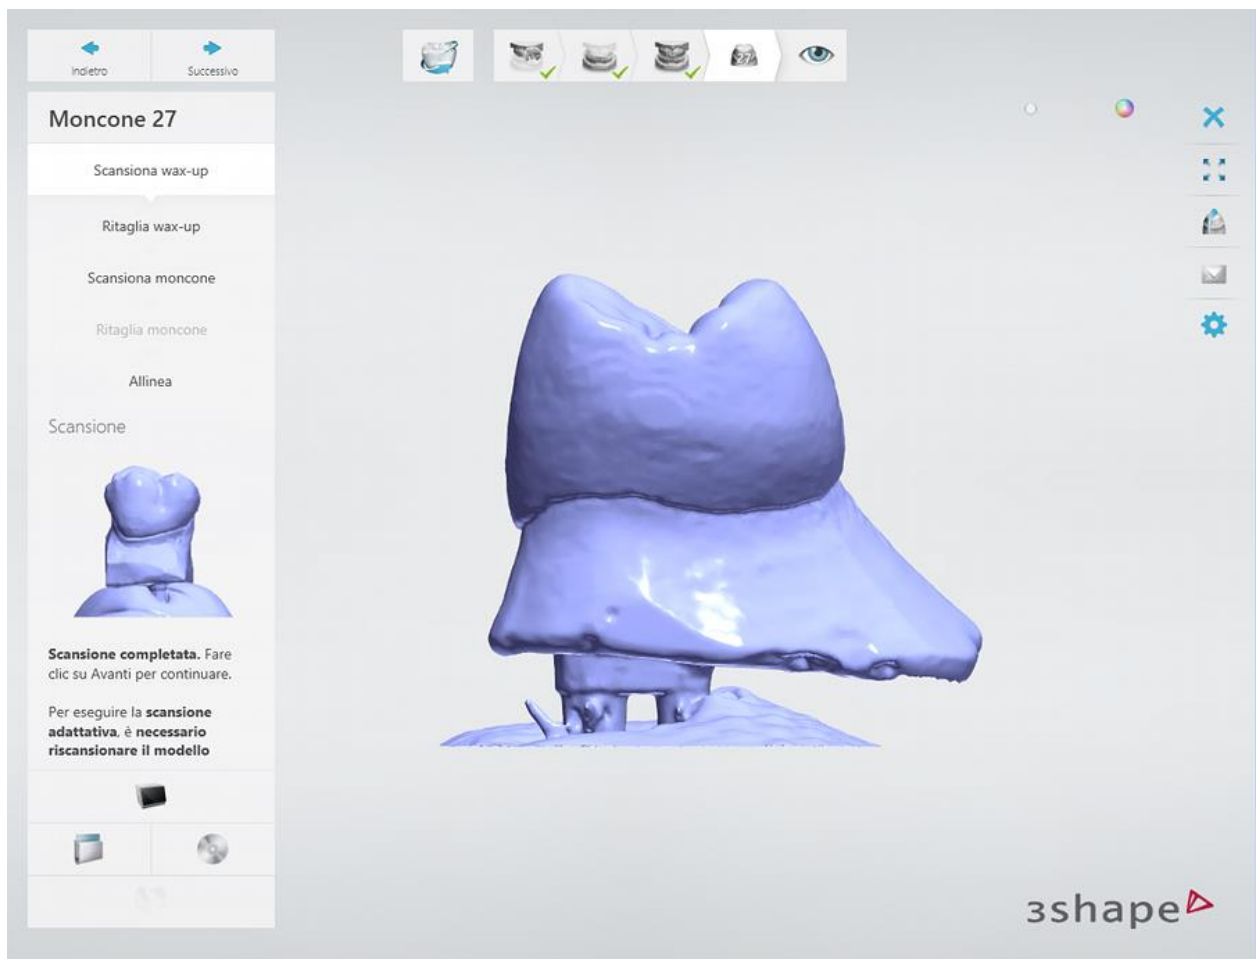 Indietro
Successivo
Moncone 27
Scansiona wax-up
Ritaglia wax-up
Scansiona moncone
Ritaglia moncone
Allinea
Scansione
Scansione completata. Fare
clic su Avanti per continuare.
Per eseguire la scansione
adattativa, è necessario
riscansionare il modello
27
3shape